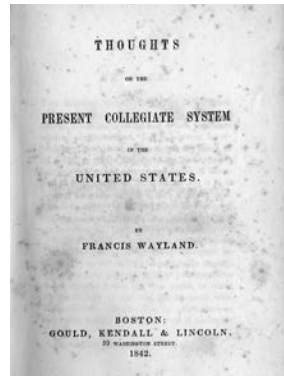 THOUGHTS
ON THE
PRESENT COLLEGIATE SYSTEM
IN THE
UNITED STATES.
BY
FRANCIS WAYLAND.
BOSTON:
GOULD, KENDALL & LINCOLN,
59 WASHINGTON STREET.
1842.